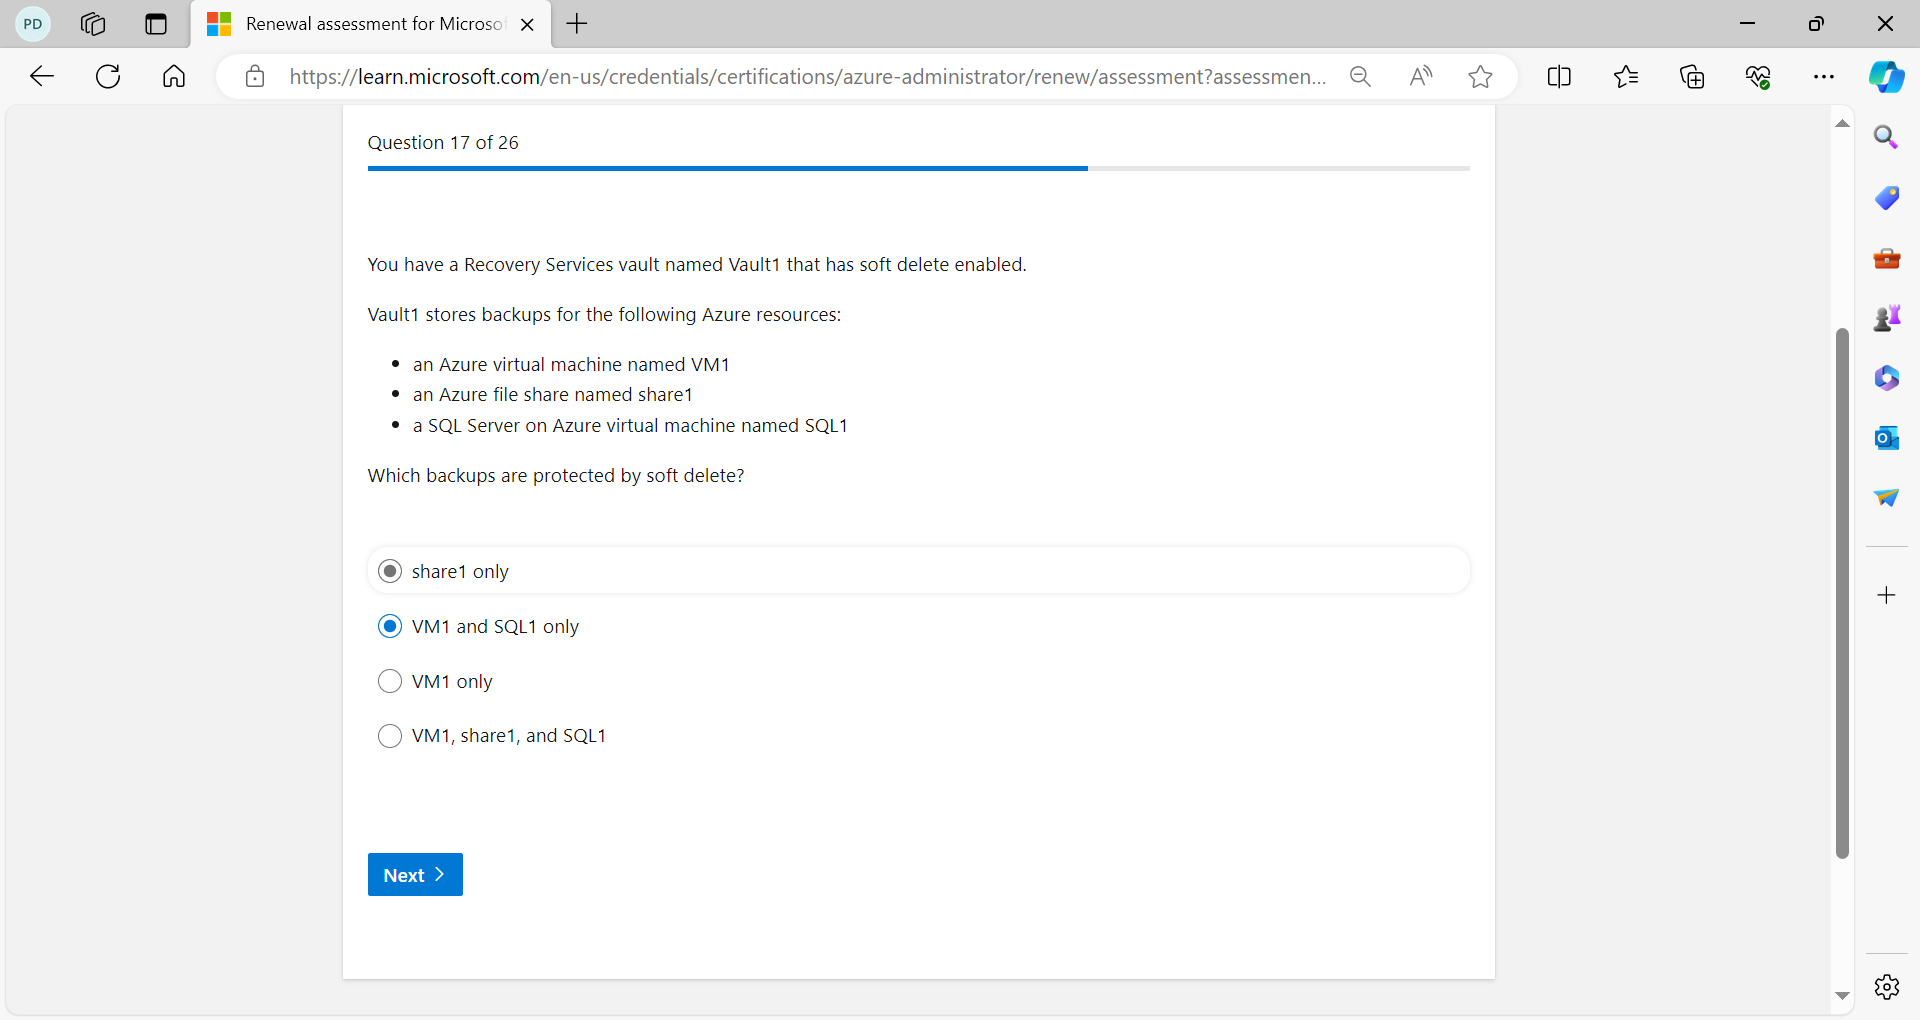 PD
Renewal assessment for Microsof
https://learn.microsoft.com/en-us/credentials/certifications/azure-administrator/renew/assessment?assessmen...
Question 17 of 26
You have a Recovery Services vault named Vault1 that has soft delete enabled.
Vault1 stores backups for the following Azure resources:
• an Azure virtual machine named VM1
• an Azure file share named share1
• a SQL Server on Azure virtual machine named SQL1
Which backups are protected by soft delete?
share1 only
VM1 and SQL1 only
VM1 only
VM1, share1, and SQL1
Next